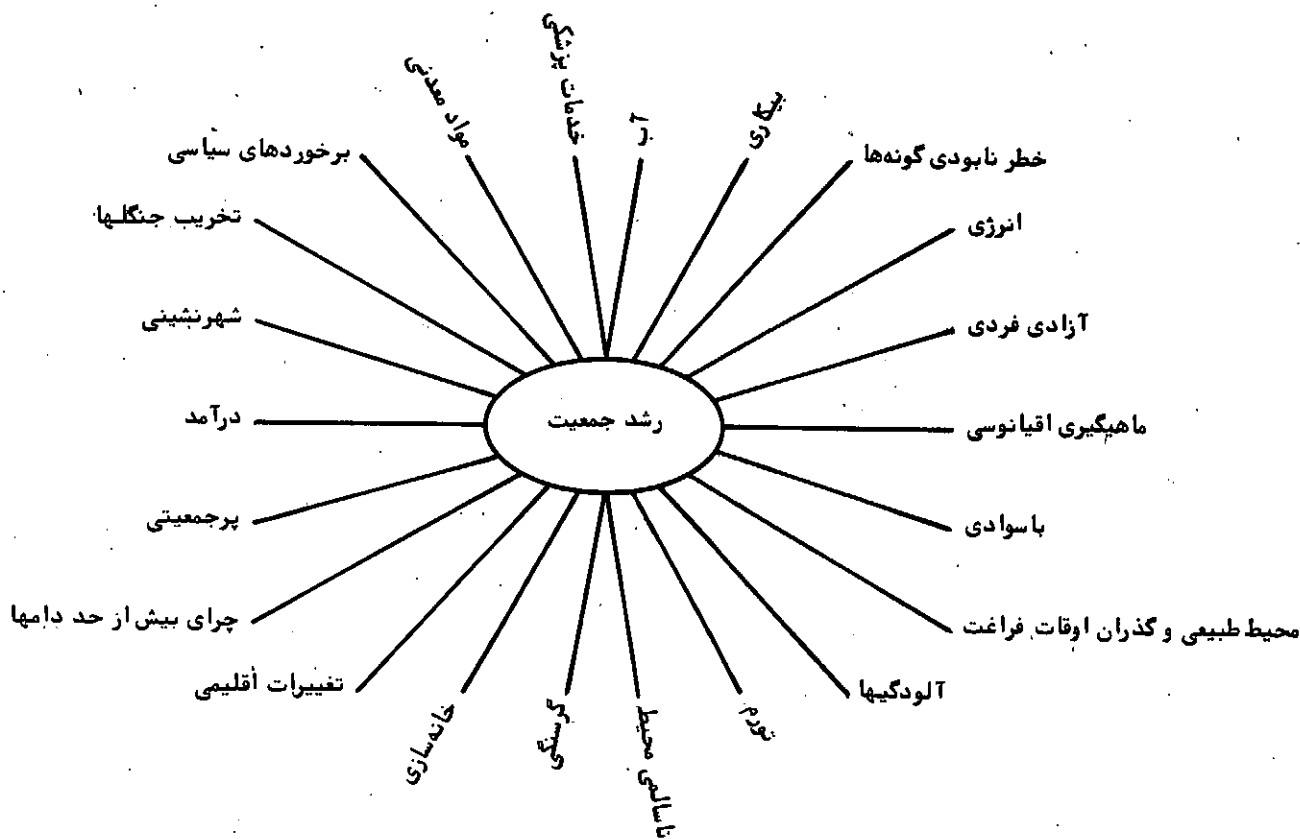 رشد جمعیت
آب
بیکاری
خطر نابودی گونه‌ها
انرژی
آزادی فردی
ماهیگیری اقیانوسی
باسوادی
محیط طبیعی و گذران اوقات فراغت
آلودگیها
تورم
ناسالمی محیط
گرسنگی
خانه‌سازی
تغییرات اقلیمی
چرای بیش از حد دامها
پرجمعیتی
درآمد
شهرنشینی
تخریب جنگلها
برخوردهای سیاسی
مواد معدنی
خدمات پزشکی